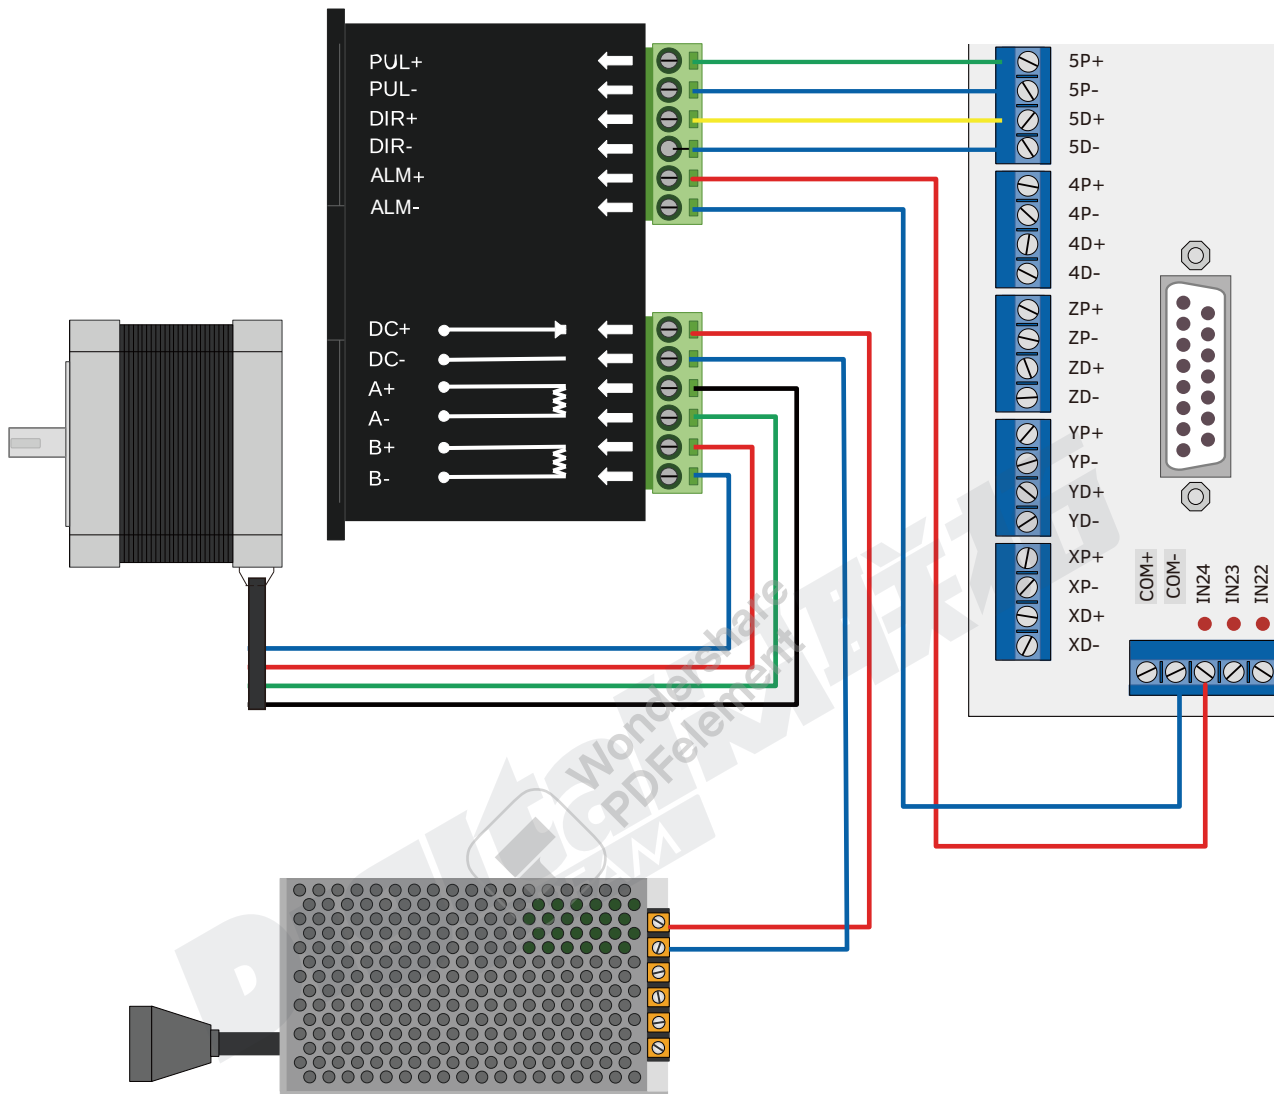 PUL+
PUL-
DIR+
DIR-
ALM+
ALM-
DC+
DC-
A+
A-
B+
B-
5P+
5P-
5D+
5D-
4P+
4P-
4D+
4D-
ZP+
ZP-
ZD+
ZD-
YP+
YP-
YD+
YD-
XP+
XP-
XD+
XD-
COM+
COM-
IN24
IN23
IN22
Wondershare
PDFelement